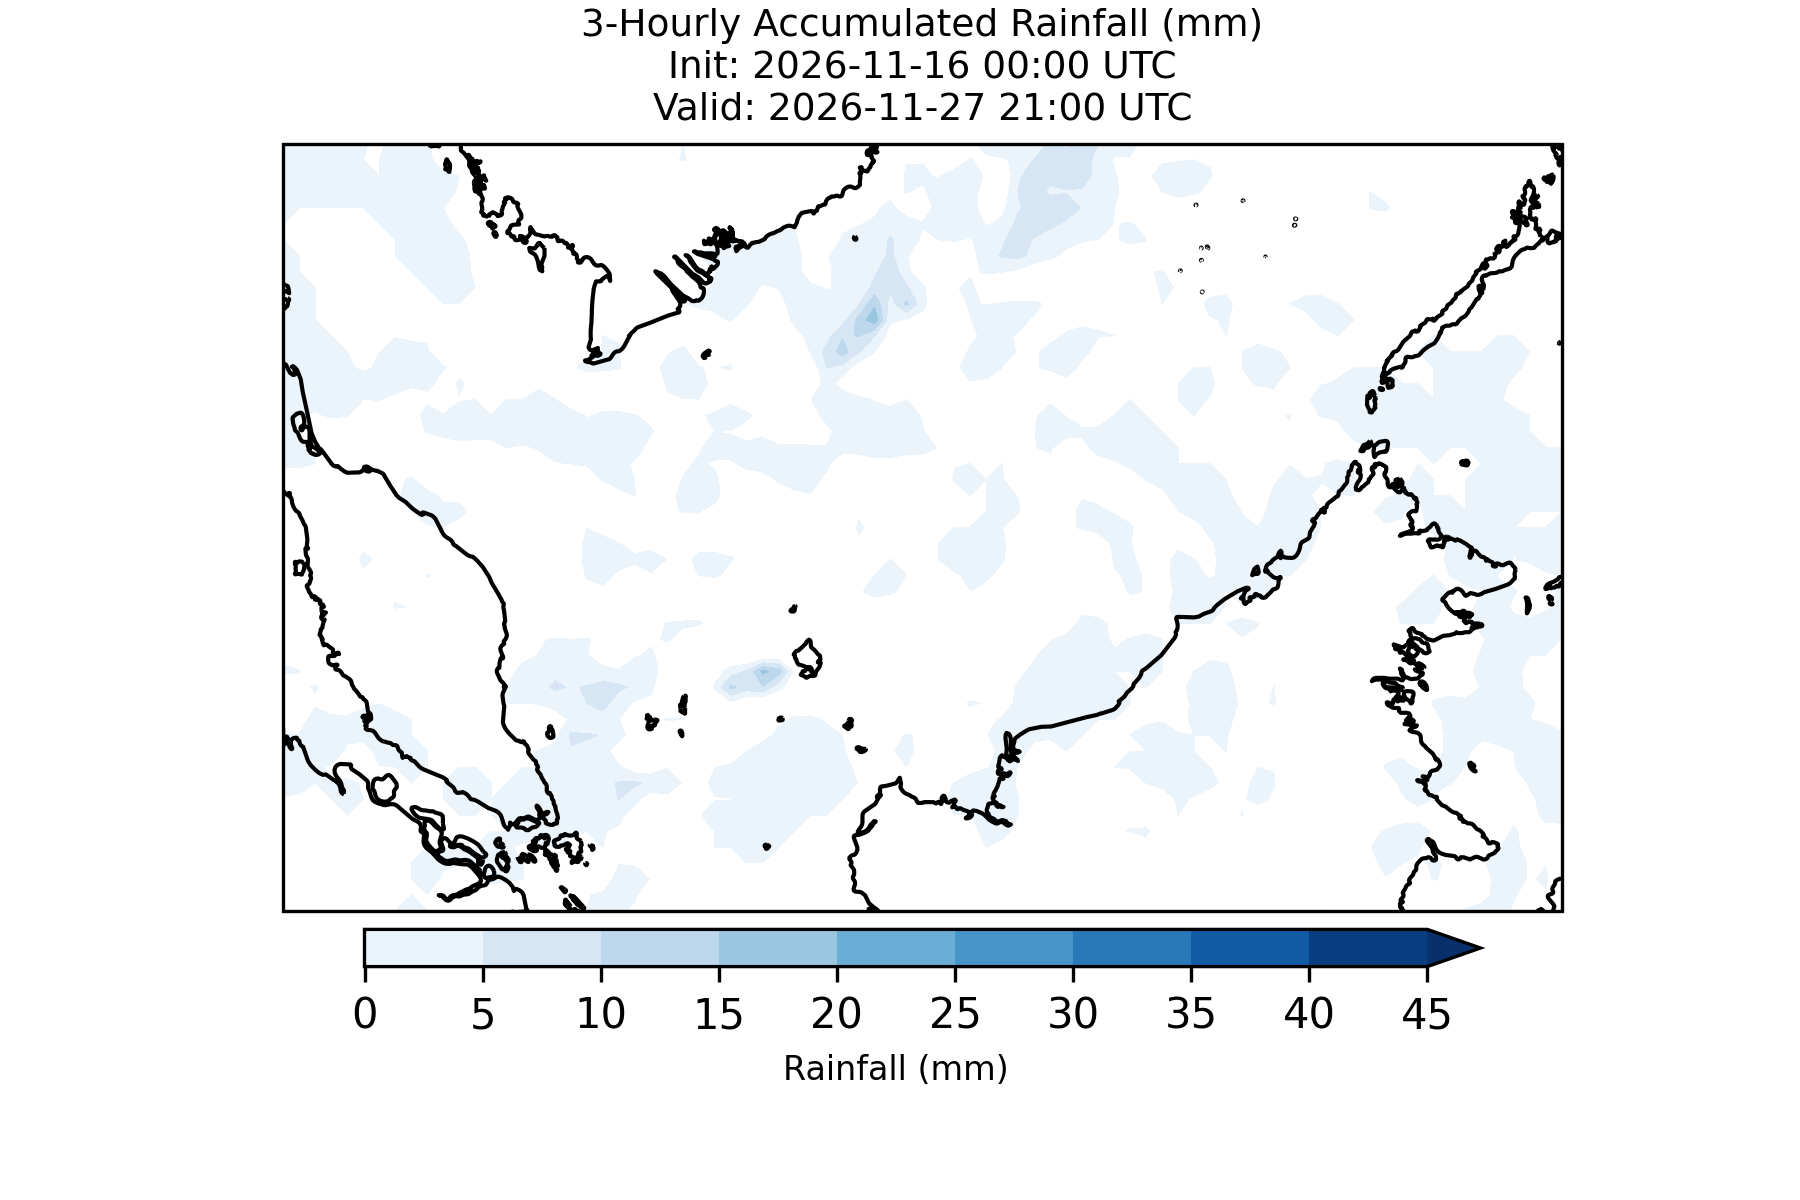 3-Hourly Accumulated Rainfall (mm)
Init: 2026-11-16 00:00 UTC
Valid: 2026-11-27 21:00 UTC
0 5 10 15 20 25 30 35 40 45
Rainfall (mm)